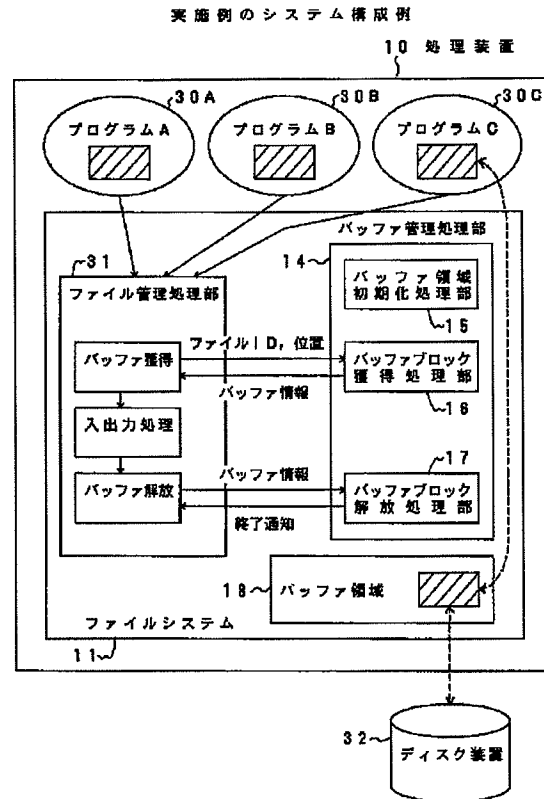 実施例のシステム構成例
10 処理装置
30A
30B
30C
プログラムA
プログラムB
プログラムC
バッファ管理処理部
31
ファイル管理処理部
14
バッファ領域
初期化処理部
15
ファイルID，位置
バッファ獲得
バッファブロック
獲得処理部
バッファ情報
16
入出力処理
17
バッファ情報
バッファ解放
バッファブロック
解放処理部
終了通知
18
バッファ領域
ファイルシステム
11
32
ディスク装置